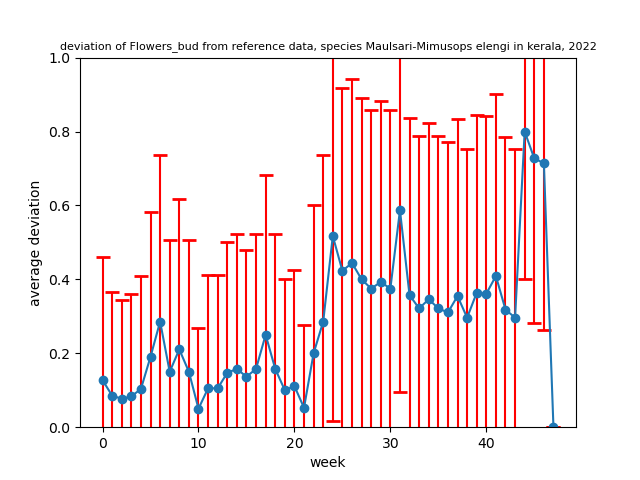 deviation of Flowers_bud from reference data, species Maulsari-Mimusops elengi in kerala, 2022
1.0
0.8
0.6
0.4
0.2
0.0
average deviation
0 10 20 30 40
week